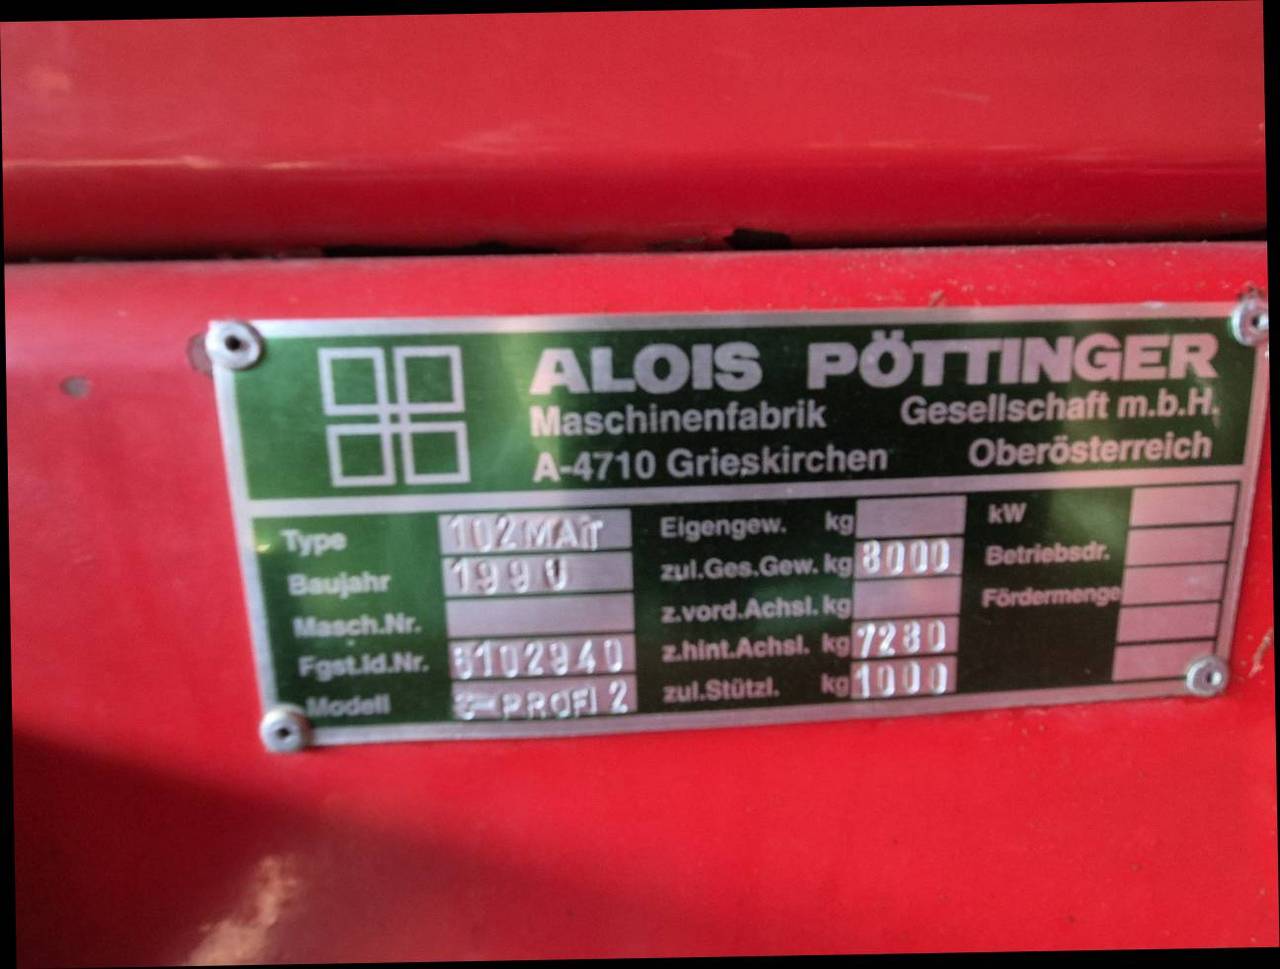 ALOIS PÖTTINGER
Maschinenfabrik Gesellschaft m.b.H.
A-4710 Grieskirchen Oberösterreich
Type 102MAT Eigengew. kg kW
Baujahr 1990 zul.Ges.Gew. kg 8000 Betriebsdr.
Masch.Nr. z.vord.Achsl. kg Fördermenge
Fgst.Id.Nr. z.hint.Achsl. kg 7280
Modell PROFI 2 zul.Stützl. kg 1000